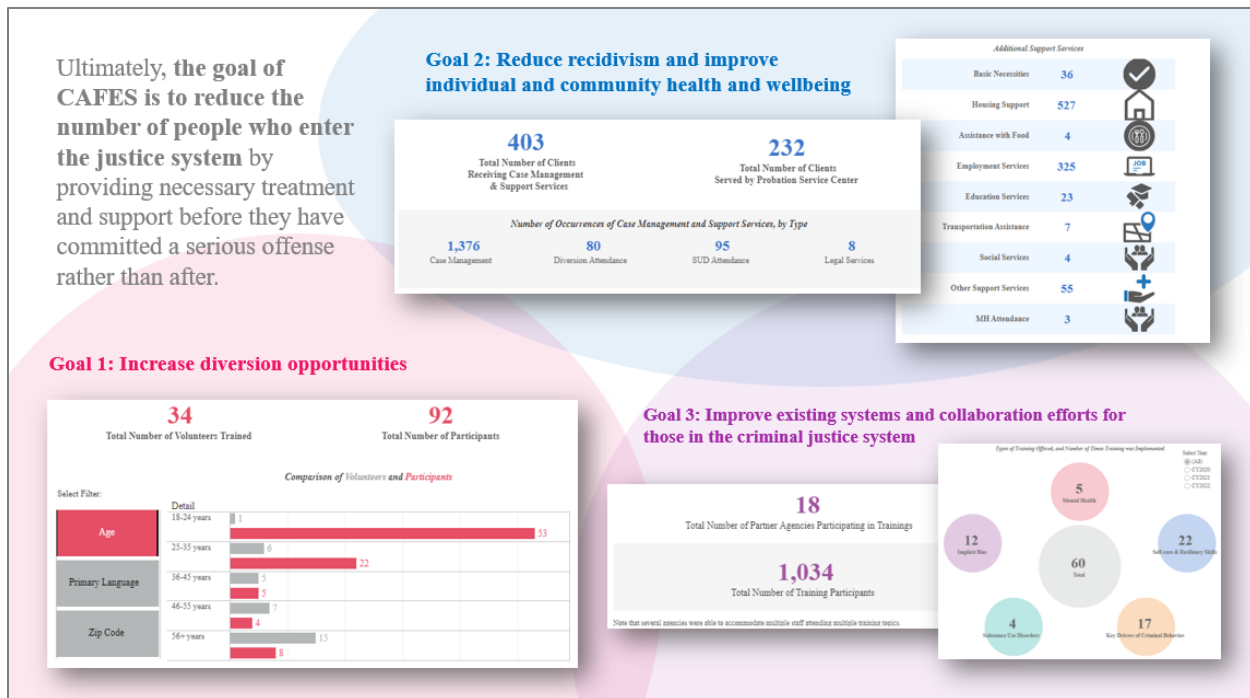 Ultimately, the goal of
CAFES is to reduce the
number of people who enter
the justice system by
providing necessary treatment
and support before they have
committed a serious offense
rather than after.
Goal 2: Reduce recidivism and improve
individual and community health and wellbeing
403
Total Number of Clients
Receiving Case Management
& Support Services
232
Total Number of Clients
Served by Probation Service Center
Number of Occurrences of Case Management and Support Services, by Type
1,376
Case Management
80
Diversion Attendance
95
SUD Attendance
8
Legal Services
Additional Support Services
Basic Necessities 36
Housing Support 527
Assistance with Food 4
Employment Services 325
JOB
Education Services 23
Transportation Assistance 7
Social Services 4
Other Support Services 55
MH Attendance 3
Goal 1: Increase diversion opportunities
34
Total Number of Volunteers Trained
92
Total Number of Participants
Comparison of Volunteers and Participants
Select Filter:
Age
Primary Language
Zip Code
Detail
18-24 years 1
53
25-35 years 6
22
36-45 years 5
5
46-55 years 7
4
56+ years 15
8
Goal 3: Improve existing systems and collaboration efforts for
those in the criminal justice system
18
Total Number of Partner Agencies Participating in Trainings
1,034
Total Number of Training Participants
Note that several agencies were able to accommodate multiple staff attending multiple training topics.
Types of Training Offered, and Number of Times Training was Implemented
Select Year:
(All)
CY2020
CY2021
CY2022
5
Mental Health
12
Implicit Bias
22
Self-care & Resiliency Skills
60
Total
4
Substance Use Disorders
17
Key Drivers of Criminal Behavior